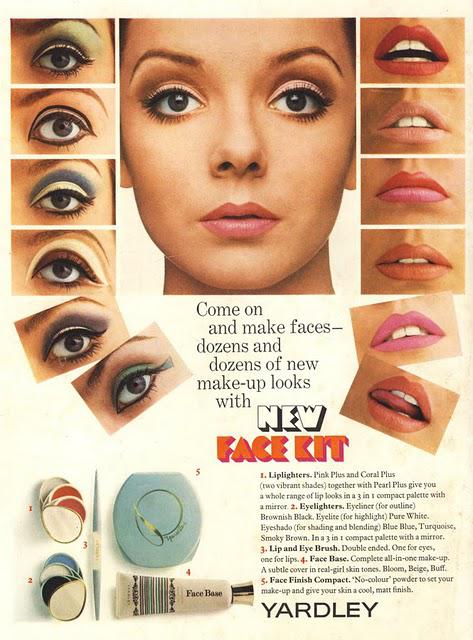 Come on
and make faces—
dozens and
dozens of new
make-up looks
with NEW
FACE KIT
1. Liplighters. Pink Plus and Coral Plus
(two vibrant shades) together with Pearl Plus give you
a whole range of lip looks in a 3 in 1 compact palette with
a mirror. 2. Eyelighters. Eyeliner (for outline)
Brownish Black. Eyelite (for highlight) Pure White.
Eyeshado (for shading and blending) Blue Blue, Turquoise,
Smoky Brown. In a 3 in 1 compact palette with mirror.
3. Lip and Eye Brush. Double ended. One for eyes,
one for lips. 4. Face Base. Complete all-in-one make-up.
A subtle cover in real-girl skin tones. Bloom, Beige, Buff.
5. Face Finish Compact. 'No-colour' powder to set your
make-up and give your skin a cool, matt finish.
YARDLEY
1
2
3
4
5
Face Base